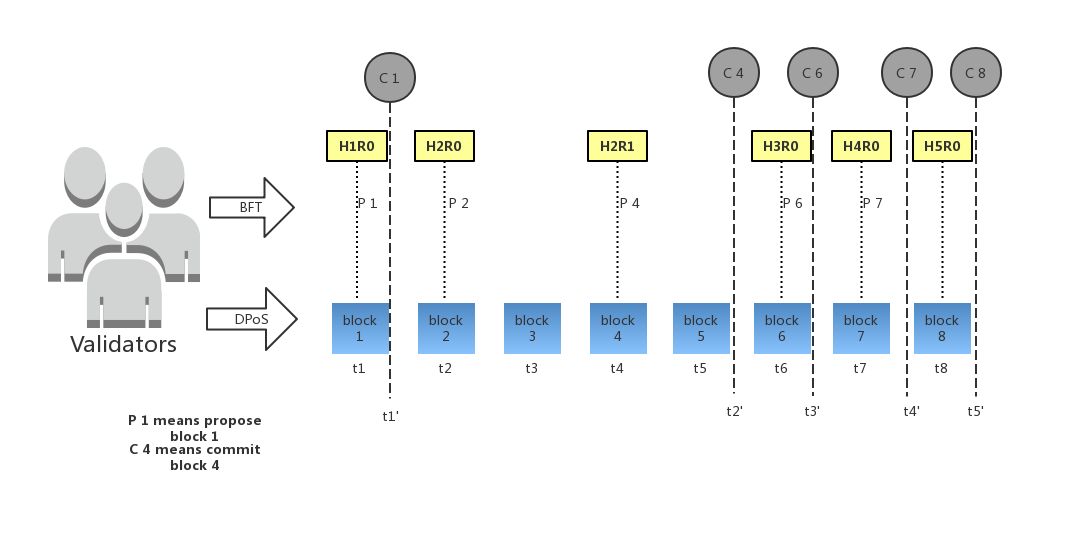 C 1
C 4
C 6
C 7
C 8
H1R0
H2R0
H2R1
H3R0
H4R0
H5R0
BFT
P 1
P 2
P 4
P 6
P 7
DPoS
block
1
block
2
block
3
block
4
block
5
block
6
block
7
block
8
Validators
t1
t2
t3
t4
t5
t6
t7
t8
t1'
t2'
t3'
t4'
t5'
P 1 means propose
block 1
C 4 means commit
block 4